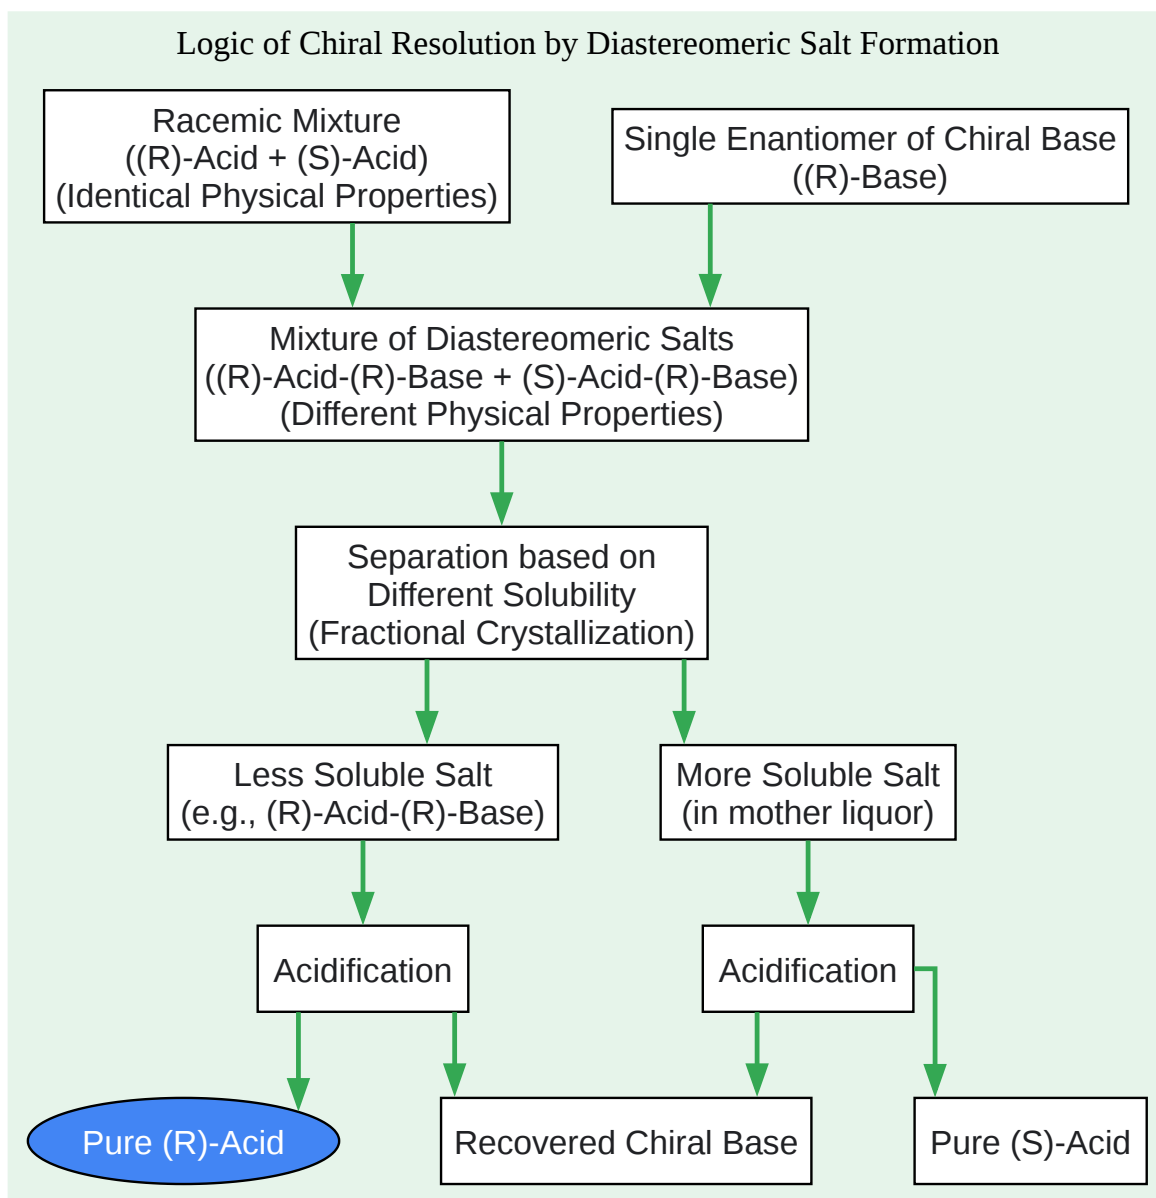 Logic of Chiral Resolution by Diastereomeric Salt Formation
Racemic Mixture
((R)-Acid + (S)-Acid)
(Identical Physical Properties)
Single Enantiomer of Chiral Base
((R)-Base)
Mixture of Diastereomeric Salts
((R)-Acid-(R)-Base + (S)-Acid-(R)-Base)
(Different Physical Properties)
Separation based on
Different Solubility
(Fractional Crystallization)
Less Soluble Salt
(e.g., (R)-Acid-(R)-Base)
More Soluble Salt
(in mother liquor)
Acidification
Acidification
Pure (R)-Acid
Recovered Chiral Base
Pure (S)-Acid